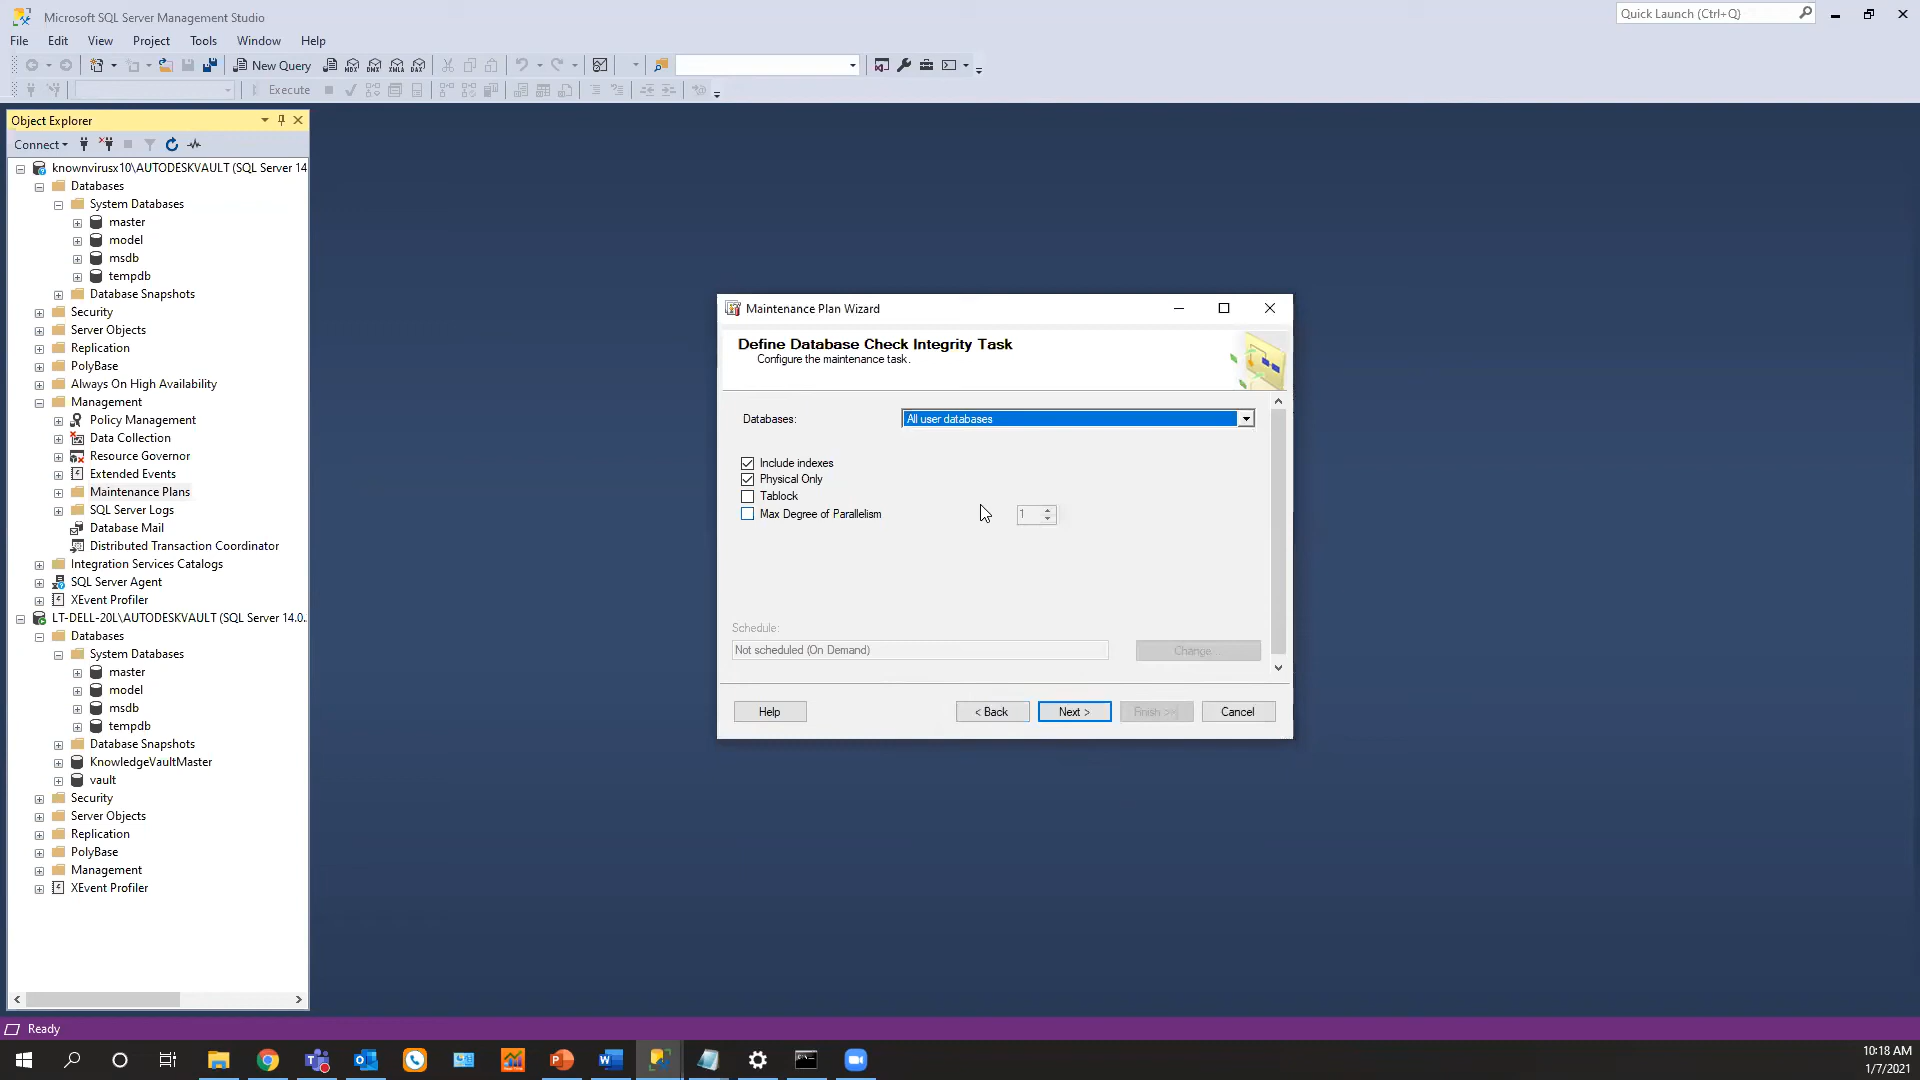 Microsoft SQL Server Management Studio
Quick Launch (Ctrl+Q)
File Edit View Project Tools Window Help
New Query
Execute
Object Explorer
Connect
knownvirusx10\AUTODESKVAULT (SQL Server 14
Databases
System Databases
master
model
msdb
tempdb
Database Snapshots
Security
Server Objects
Replication
PolyBase
Always On High Availability
Management
Policy Management
Data Collection
Resource Governor
Extended Events
Maintenance Plans
SQL Server Logs
Database Mail
Distributed Transaction Coordinator
Integration Services Catalogs
SQL Server Agent
XEvent Profiler
LT-DELL-20L\AUTODESKVAULT (SQL Server 14.0..
Databases
System Databases
master
model
msdb
tempdb
Database Snapshots
KnowledgeVaultMaster
vault
Security
Server Objects
Replication
PolyBase
Management
XEvent Profiler
Maintenance Plan Wizard
Define Database Check Integrity Task
Configure the maintenance task.
Databases: All user databases
Include indexes
Physical Only
Tablock
Max Degree of Parallelism 1
Schedule:
Not scheduled (On Demand) Change...
Help < Back Next > Finish >>| Cancel
Ready
10:18 AM
1/7/2021